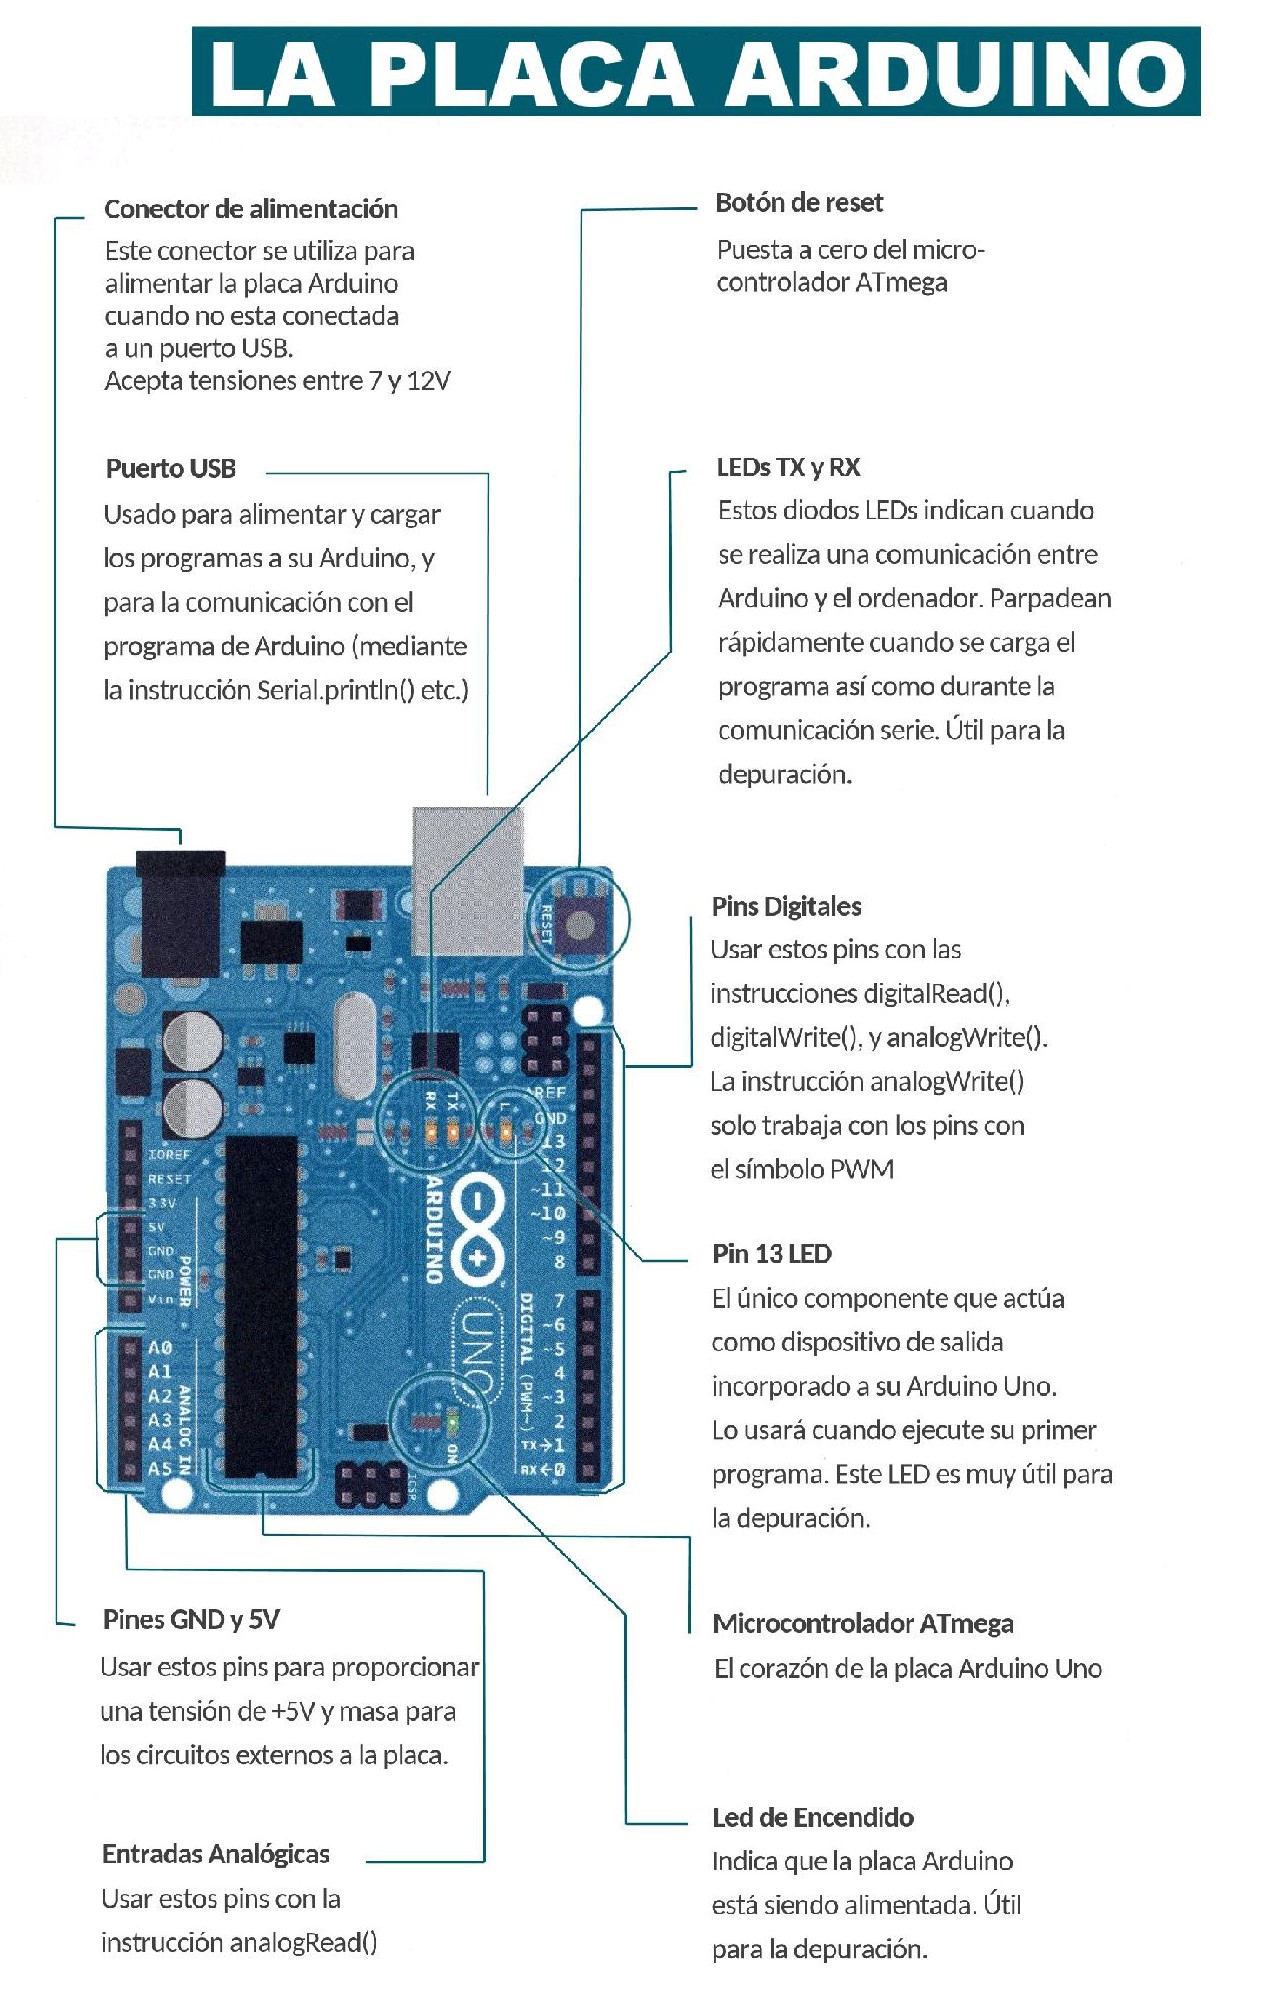 LA PLACA ARDUINO
Conector de alimentación
Este conector se utiliza para
alimentar la placa Arduino
cuando no esta conectada
a un puerto USB.
Acepta tensiones entre 7 y 12V
Botón de reset
Puesta a cero del micro-
controlador ATmega
Puerto USB
Usado para alimentar y cargar
los programas a su Arduino, y
para la comunicación con el
programa de Arduino (mediante
la instrucción Serial.println() etc.)
LEDs TX y RX
Estos diodos LEDs indican cuando
se realiza una comunicación entre
Arduino y el ordenador. Parpadean
rápidamente cuando se carga el
programa así como durante la
comunicación serie. Útil para la
depuración.
Pins Digitales
Usar estos pins con las
instrucciones digitalRead(),
digitalWrite(), y analogWrite().
La instrucción analogWrite()
solo trabaja con los pins con
el símbolo PWM
Pin 13 LED
El único componente que actúa
como dispositivo de salida
incorporado a su Arduino Uno.
Lo usará cuando ejecute su primer
programa. Este LED es muy útil para
la depuración.
RESET
RX
TX
L
AREF
GND
13
12
~11
~10
~9
8
7
~6
~5
4
~3
2
TX→1
RX←0
DIGITAL (PWM~)
ARDUINO
UNO
ON
ICSP
IOREF
RESET
3.3V
5V
GND
GND
Vin
POWER
A0
A1
A2
A3
A4
A5
ANALOG IN
Pines GND y 5V
Usar estos pins para proporcionar
una tensión de +5V y masa para
los circuitos externos a la placa.
Microcontrolador ATmega
El corazón de la placa Arduino Uno
Entradas Analógicas
Usar estos pins con la
instrucción analogRead()
Led de Encendido
Indica que la placa Arduino
está siendo alimentada. Útil
para la depuración.